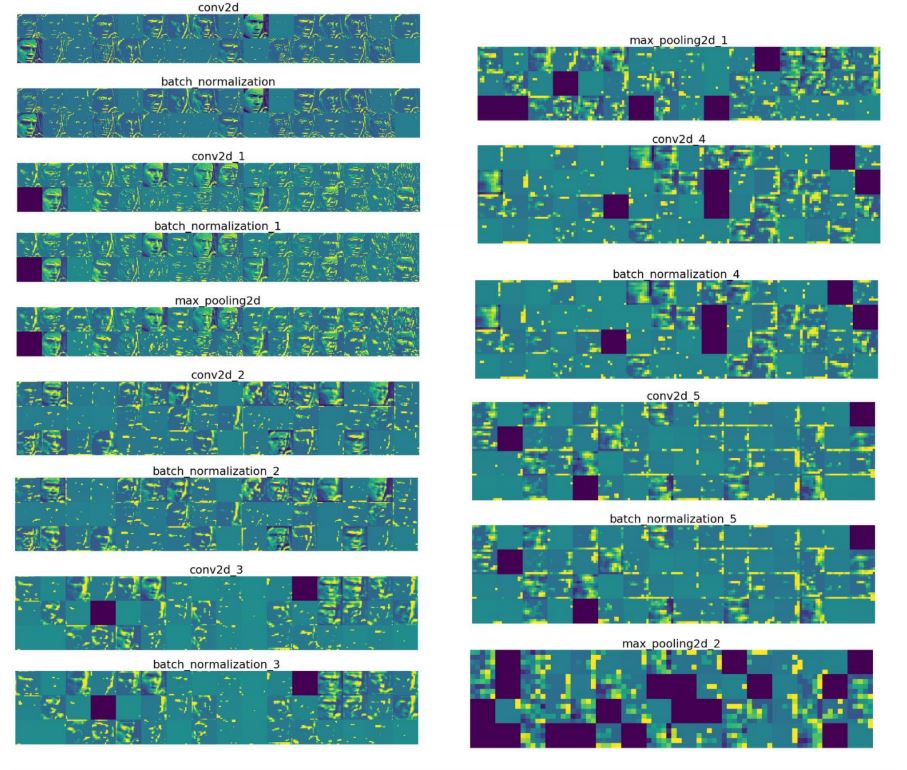 conv2d
batch_normalization
conv2d_1
batch_normalization_1
max_pooling2d
conv2d_2
batch_normalization_2
conv2d_3
batch_normalization_3
max_pooling2d_1
conv2d_4
batch_normalization_4
conv2d_5
batch_normalization_5
max_pooling2d_2